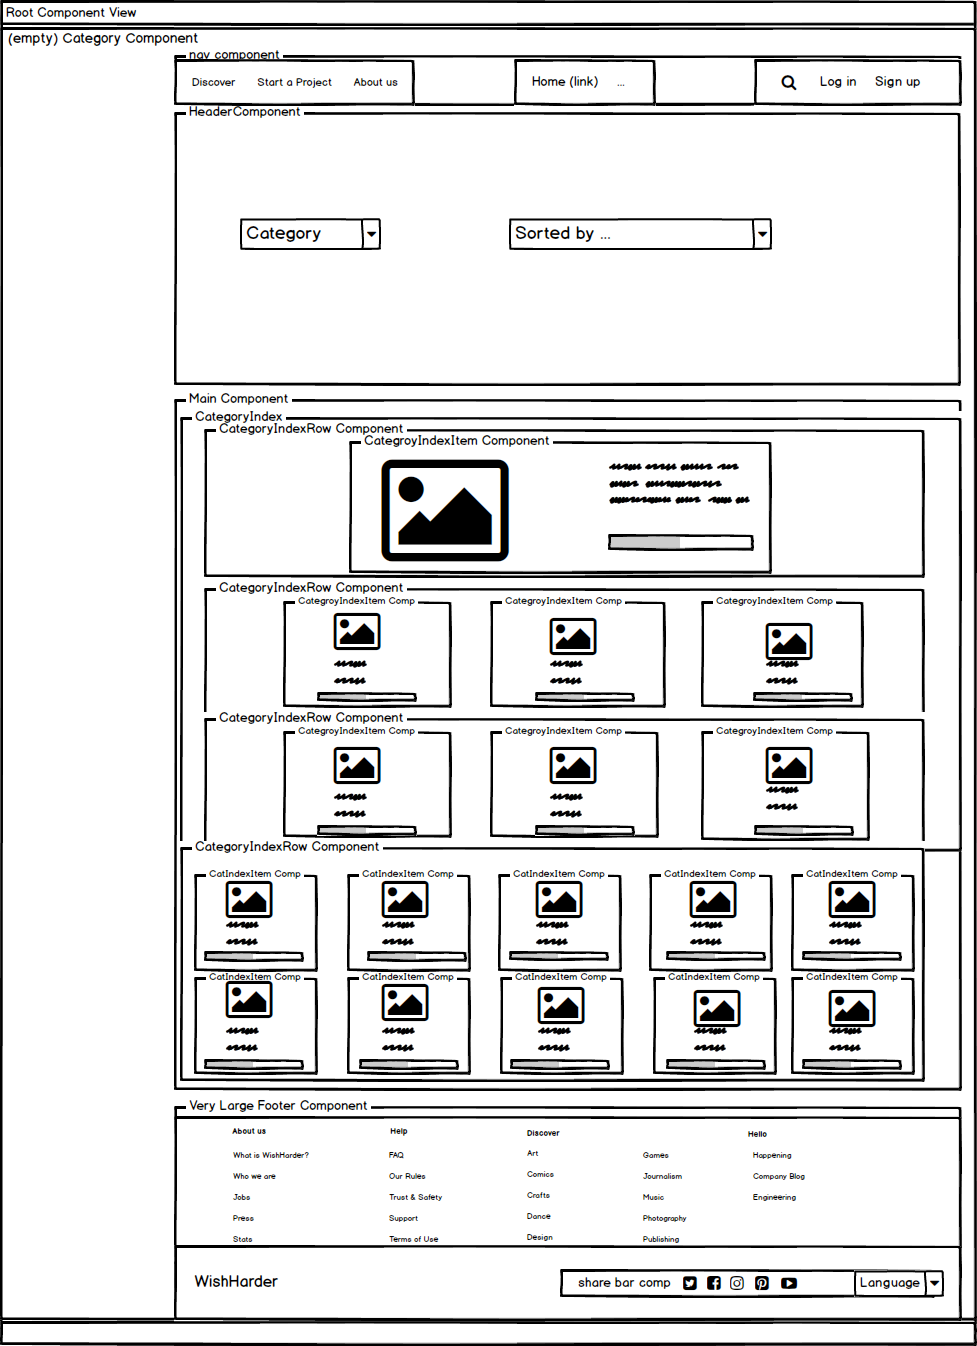 Root Component View
(empty) Category Component
nav component
Discover Start a Project About us Home (link) ... Log in Sign up
HeaderComponent
Category Sorted by ...
Main Component
CategoryIndex
CategoryIndexRow Component
CategroyIndexItem Component
CategoryIndexRow Component
CategroyIndexItem Comp CategroyIndexItem Comp CategroyIndexItem Comp
CategoryIndexRow Component
CategroyIndexItem Comp CategroyIndexItem Comp CategroyIndexItem Comp
CategoryIndexRow Component
CatIndexItem Comp CatIndexItem Comp CatIndexItem Comp CatIndexItem Comp CatIndexItem Comp
CatIndexItem Comp CatIndexItem Comp CatIndexItem Comp CatIndexItem Comp CatIndexItem Comp
Very Large Footer Component
About us Help Discover Hello
What is WishHarder? FAQ Art Games Happening
Who we are Our Rules Comics Journalism Company Blog
Jobs Trust & Safety Crafts Music Engineering
Press Support Dance Photography
Stats Terms of Use Design Publishing
WishHarder share bar comp Language